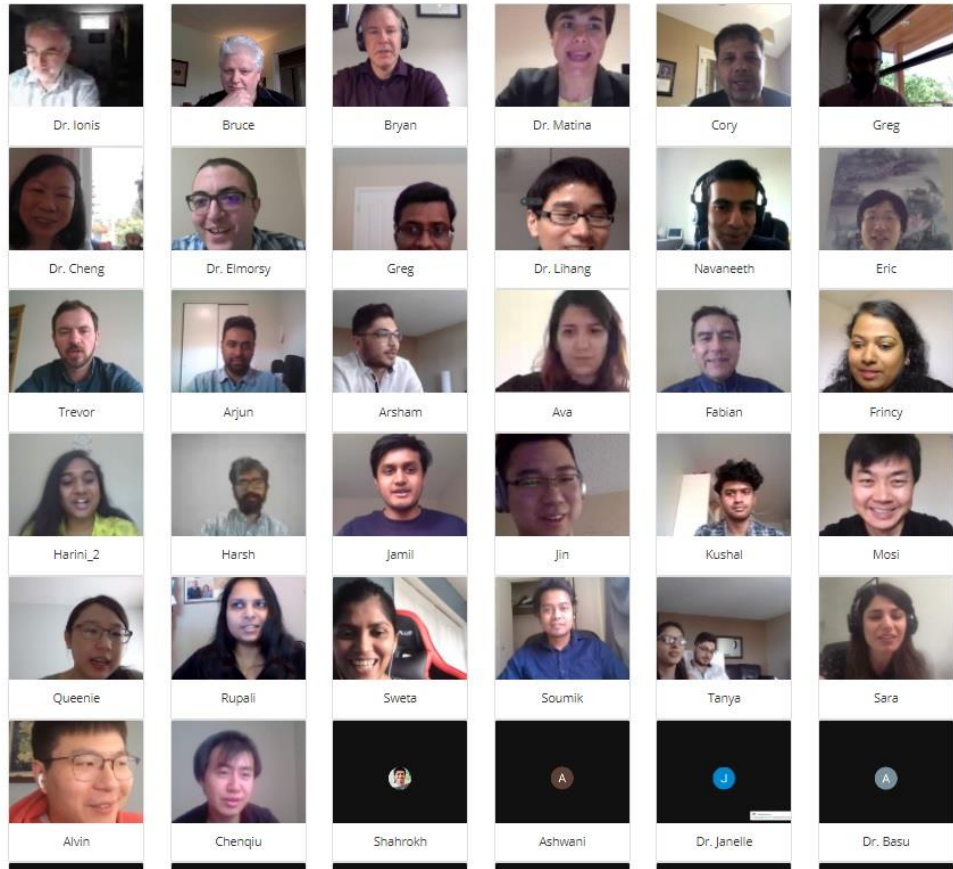 Dr. Ionis Bruce Bryan Dr. Matina Cory Greg
Dr. Cheng Dr. Elmorsy Greg Dr. Lihang Navaneeth Eric
Trevor Arjun Arsham Ava Fabian Frincy
Harini_2 Harsh Jamil Jin Kushal Mosi
Queenie Rupali Sweta Soumik Tanya Sara
A J A
Alvin Chenqiu Shahrokh Ashwani Dr. Janelle Dr. Basu